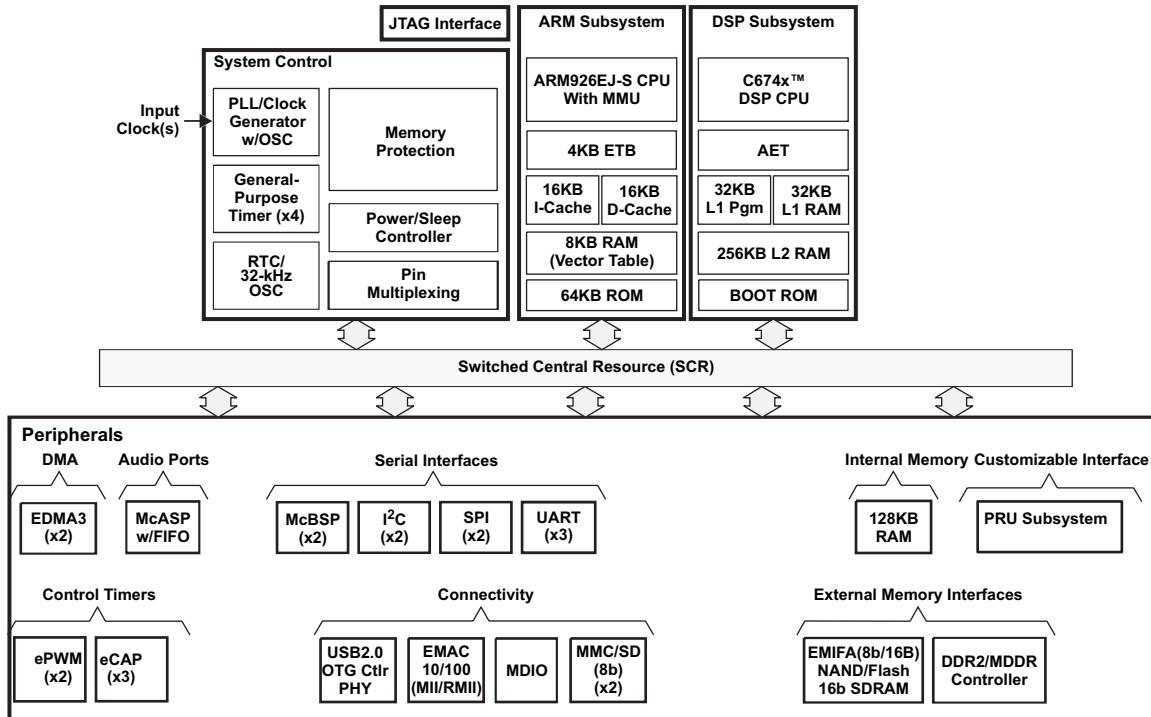 JTAG Interface
ARM Subsystem
DSP Subsystem
System Control
Input
Clock(s)
PLL/Clock
Generator
w/OSC
General-
Purpose
Timer (x4)
RTC/
32-kHz
OSC
Memory
Protection
Power/Sleep
Controller
Pin
Multiplexing
ARM926EJ-S CPU
With MMU
4KB ETB
16KB
I-Cache
16KB
D-Cache
8KB RAM
(Vector Table)
64KB ROM
C674x™
DSP CPU
AET
32KB
L1 Pgm
32KB
L1 RAM
256KB L2 RAM
BOOT ROM
Switched Central Resource (SCR)
Peripherals
DMA
EDMA3
(x2)
Audio Ports
McASP
w/FIFO
Serial Interfaces
McBSP
(x2)
I²C
(x2)
SPI
(x2)
UART
(x3)
Internal Memory
128KB
RAM
Customizable Interface
PRU Subsystem
Control Timers
ePWM
(x2)
eCAP
(x3)
Connectivity
USB2.0
OTG Ctlr
PHY
EMAC
10/100
(MII/RMII)
MDIO
MMC/SD
(8b)
(x2)
External Memory Interfaces
EMIFA(8b/16B)
NAND/Flash
16b SDRAM
DDR2/MDDR
Controller